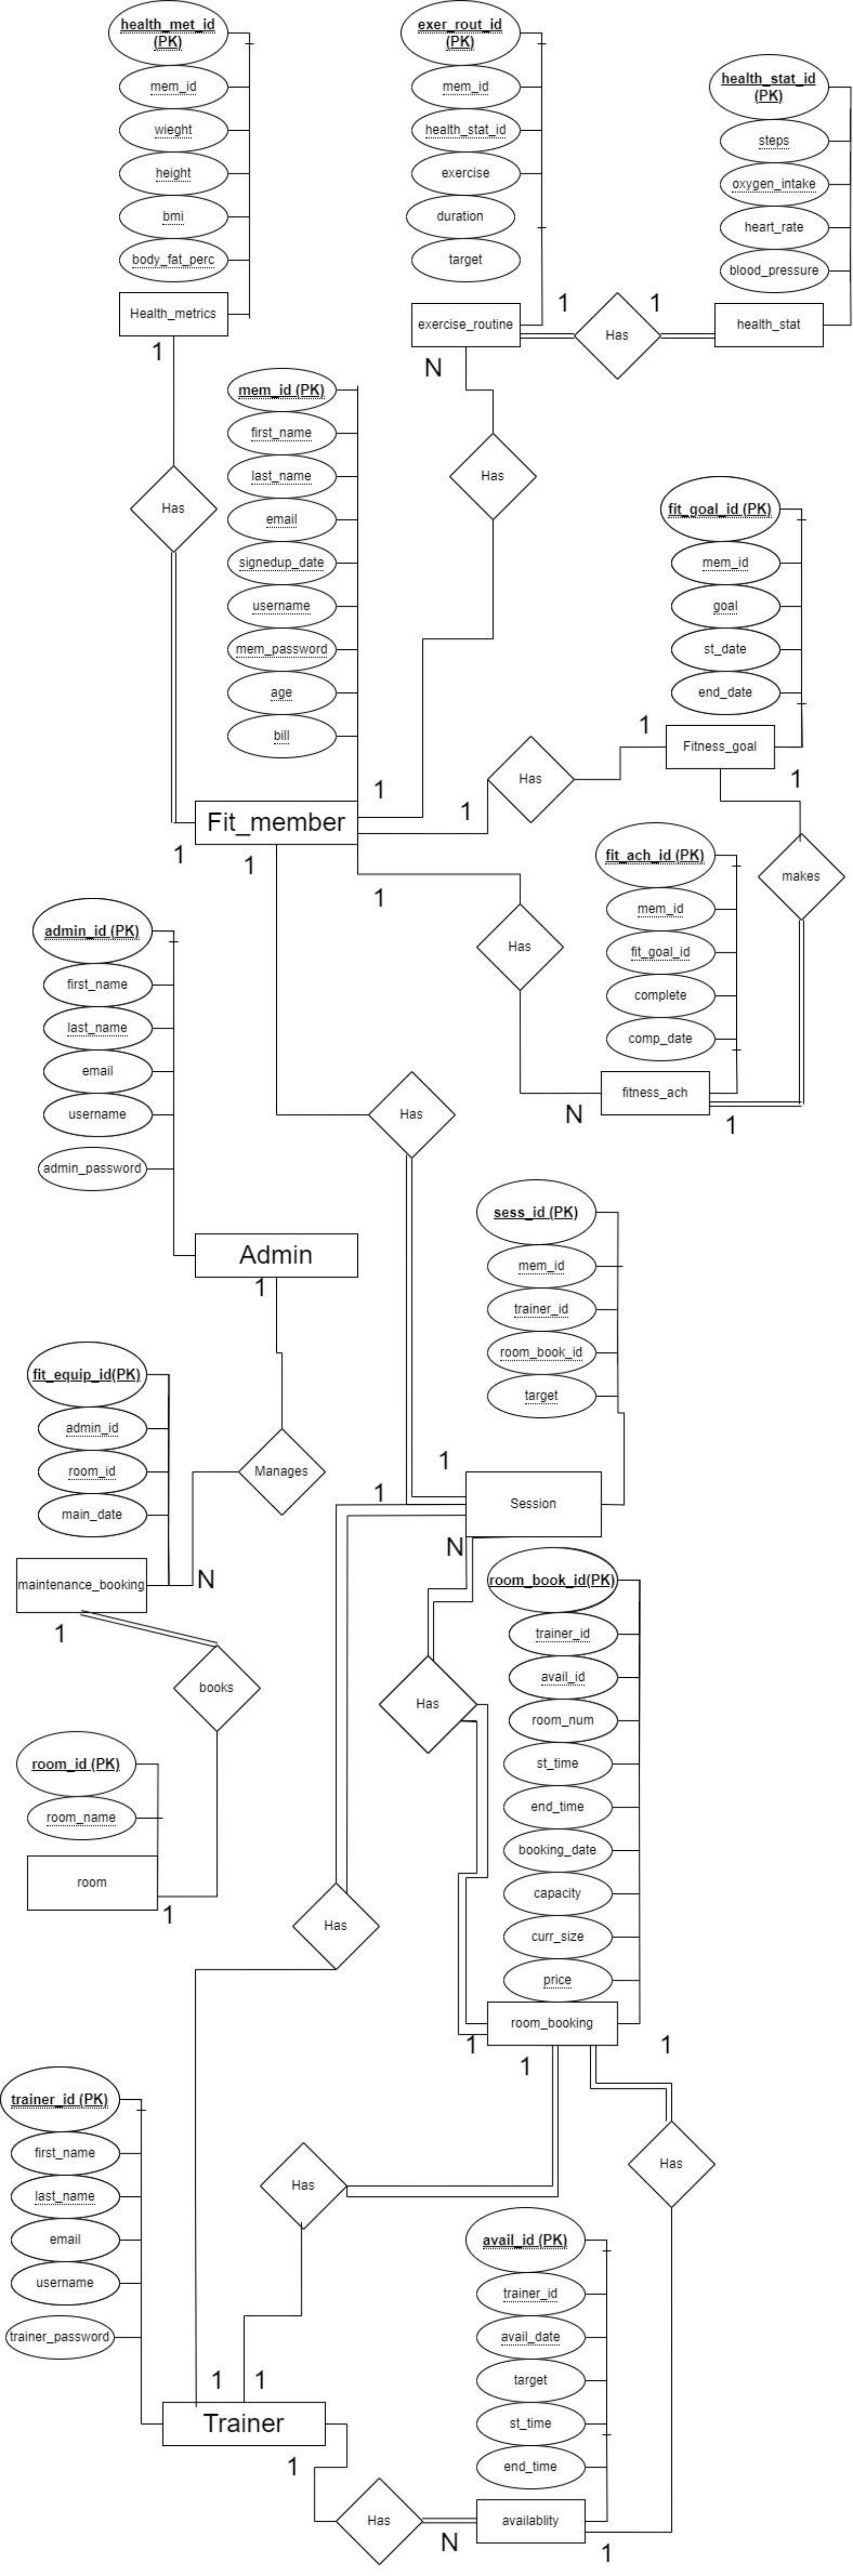 health_met_id
(PK)
mem_id
wieght
height
bmi
body_fat_perc
Health_metrics
1
Has
exer_rout_id
(PK)
mem_id
health_stat_id
exercise
duration
target
exercise_routine
1
Has
1
health_stat_id
(PK)
steps
oxygen_intake
heart_rate
blood_pressure
health_stat
N
Has
mem_id (PK)
first_name
last_name
email
signedup_date
username
mem_password
age
bill
1
Fit_member
1
1
1
1
Has
1
fit_goal_id (PK)
mem_id
goal
st_date
end_date
Fitness_goal
1
makes
fit_ach_id (PK)
mem_id
fit_goal_id
complete
comp_date
fitness_ach
1
Has
N
admin_id (PK)
first_name
last_name
email
username
admin_password
Admin
1
Has
sess_id (PK)
mem_id
trainer_id
room_book_id
target
Session
1
1
N
fit_equip_id(PK)
admin_id
room_id
main_date
Manages
maintenance_booking
N
1
books
room_id (PK)
room_name
room
1
Has
Has
room_book_id(PK)
trainer_id
avail_id
room_num
st_time
end_time
booking_date
capacity
curr_size
price
room_booking
1
1
1
Has
Has
trainer_id (PK)
first_name
last_name
email
username
trainer_password
1
1
Trainer
1
avail_id (PK)
trainer_id
avail_date
target
st_time
end_time
availablity
Has
N
1